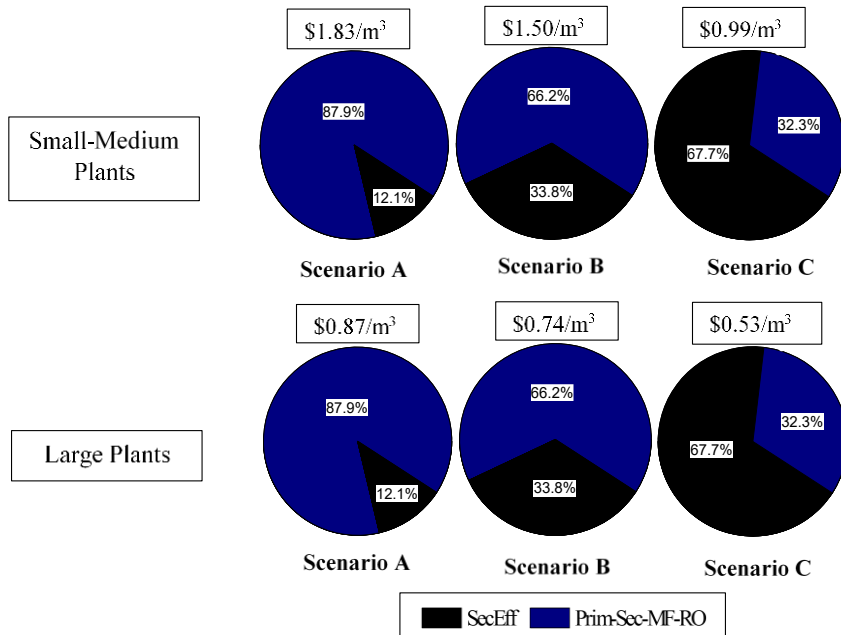 $1.83/m³ $1.50/m³ $0.99/m³
87.9% 66.2% 32.3%
Small-Medium
Plants
67.7%
12.1% 33.8%
Scenario A Scenario B Scenario C
$0.87/m³ $0.74/m³ $0.53/m³
87.9% 66.2% 32.3%
Large Plants
67.7%
12.1% 33.8%
Scenario A Scenario B Scenario C
SecEff Prim-Sec-MF-RO